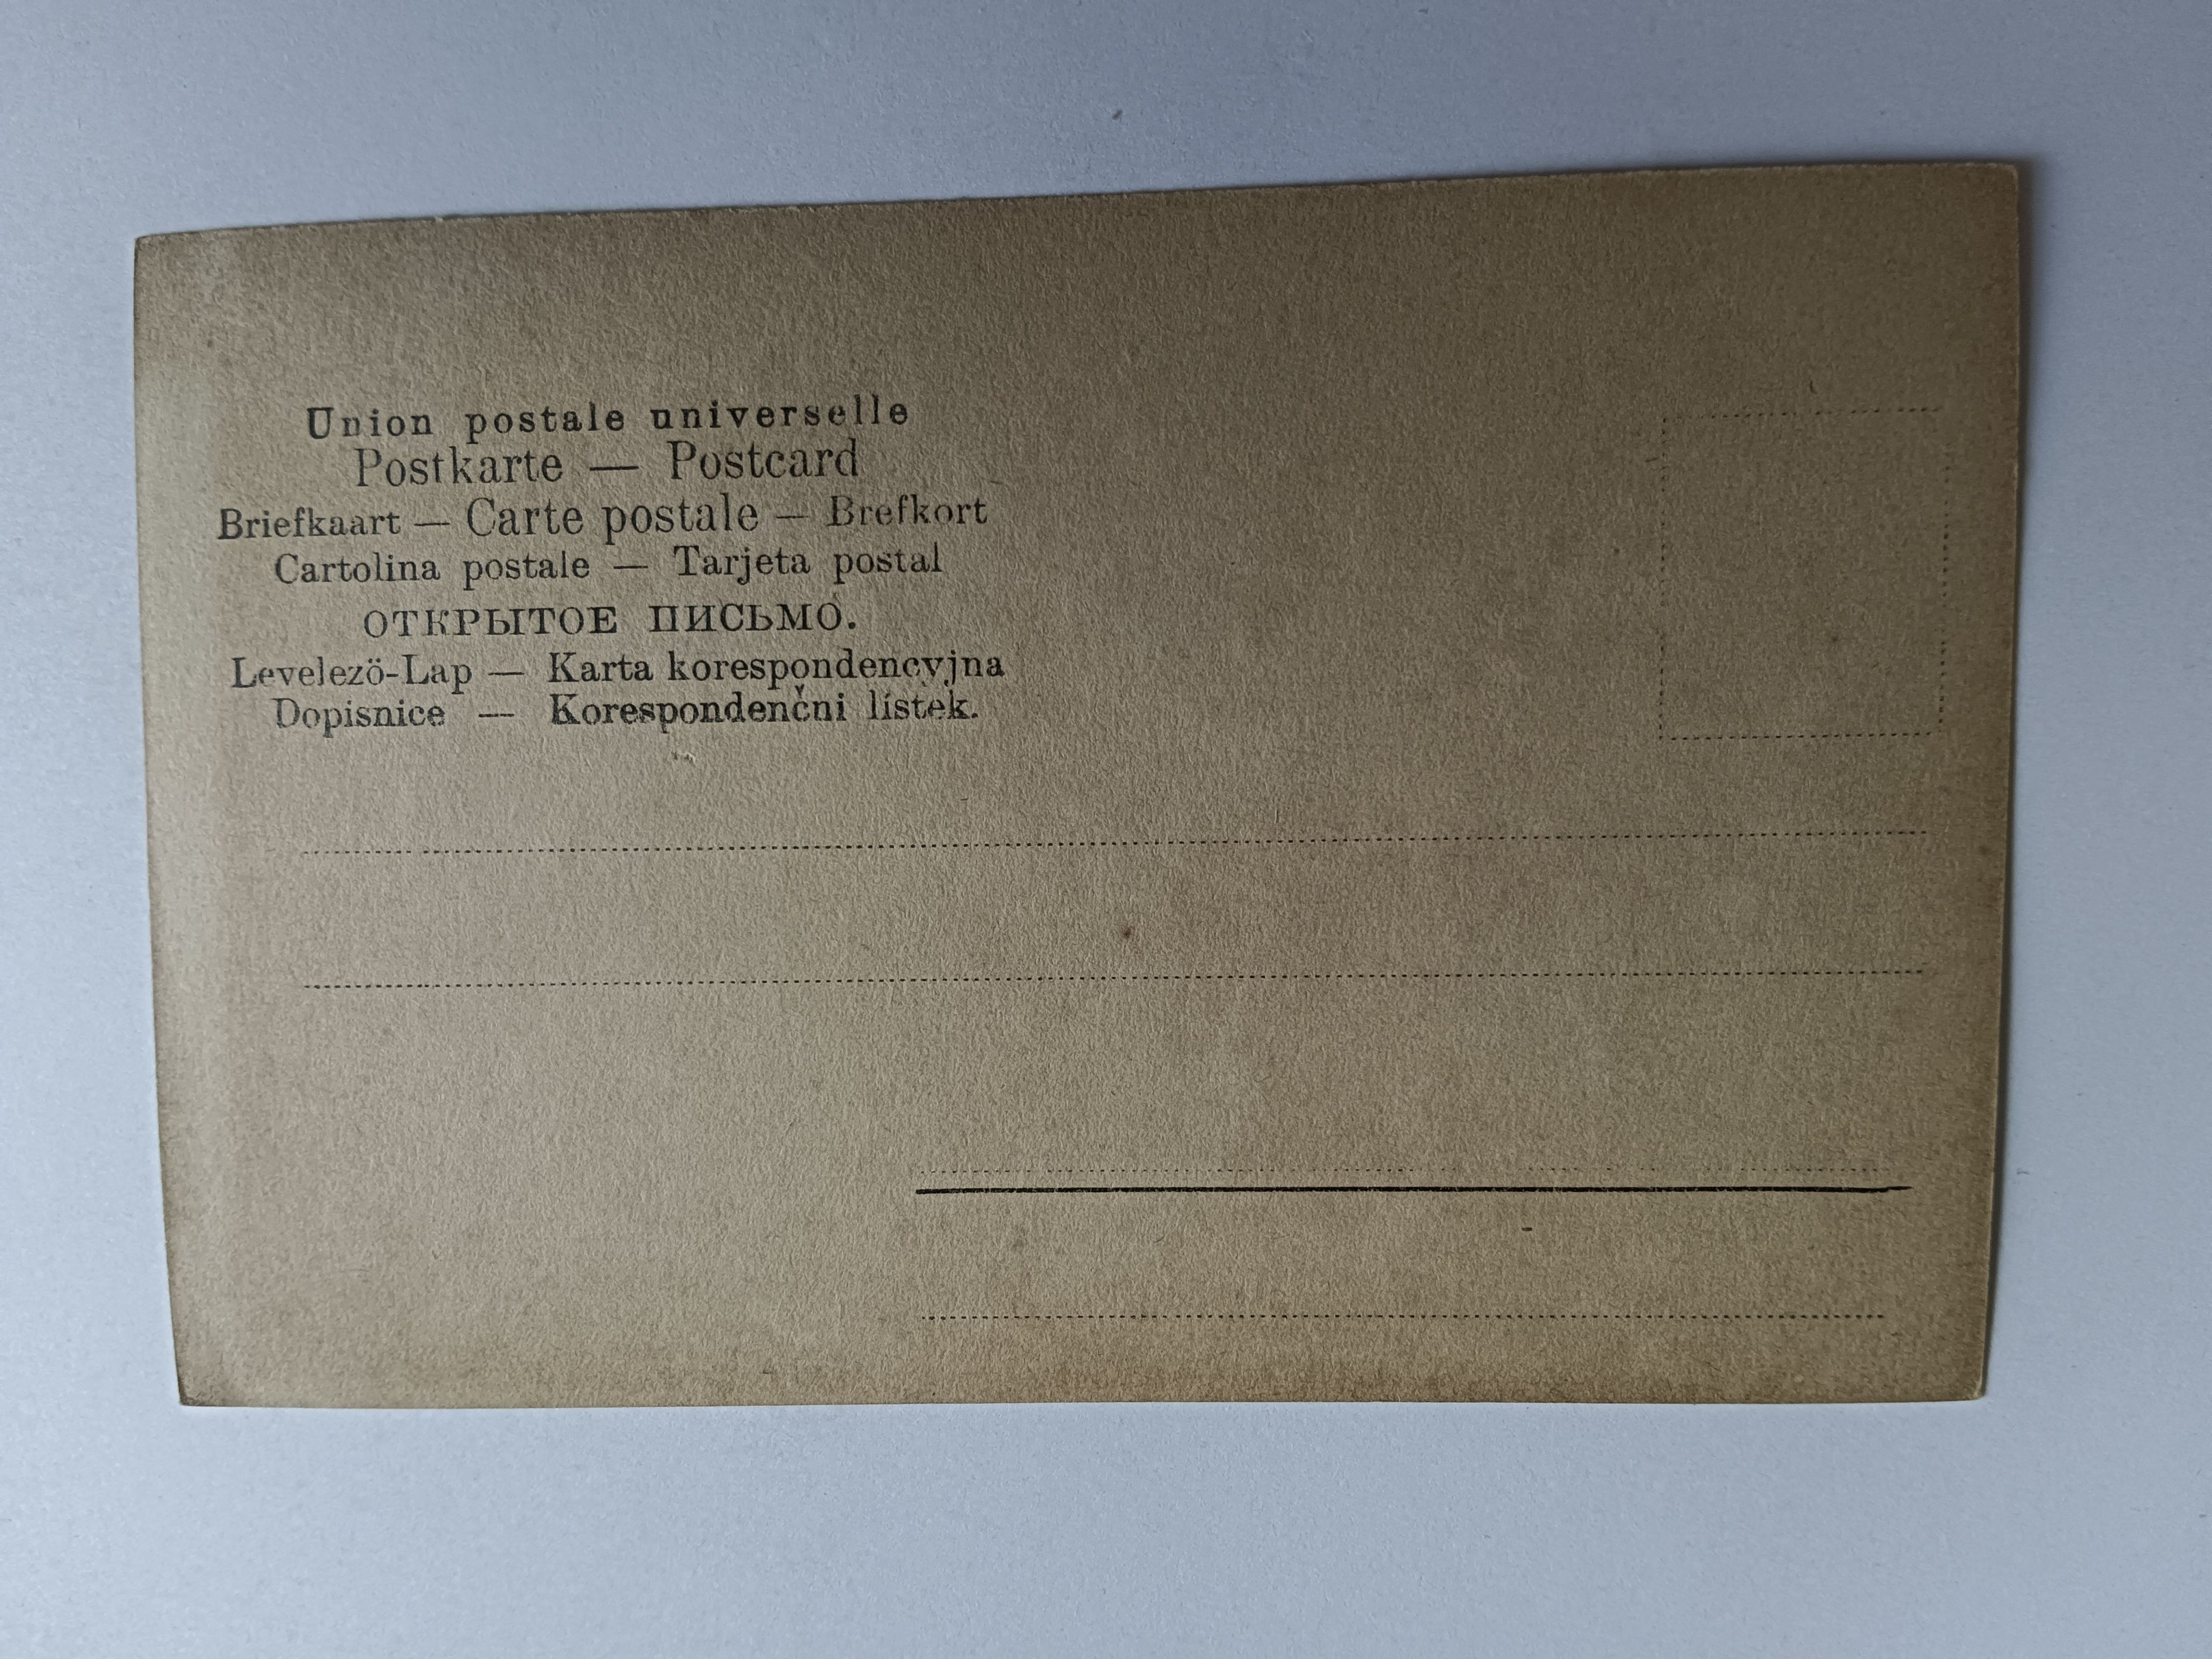 Union postale universelle
Postkarte — Postcard
Briefkaart — Carte postale — Brefkort
Cartolina postale — Tarjeta postal
ОТКРЫТОЕ ПИСЬМО.
Levelezö-Lap — Karta korespondencyjna
Dopisnice — Korespondenčni lístek.